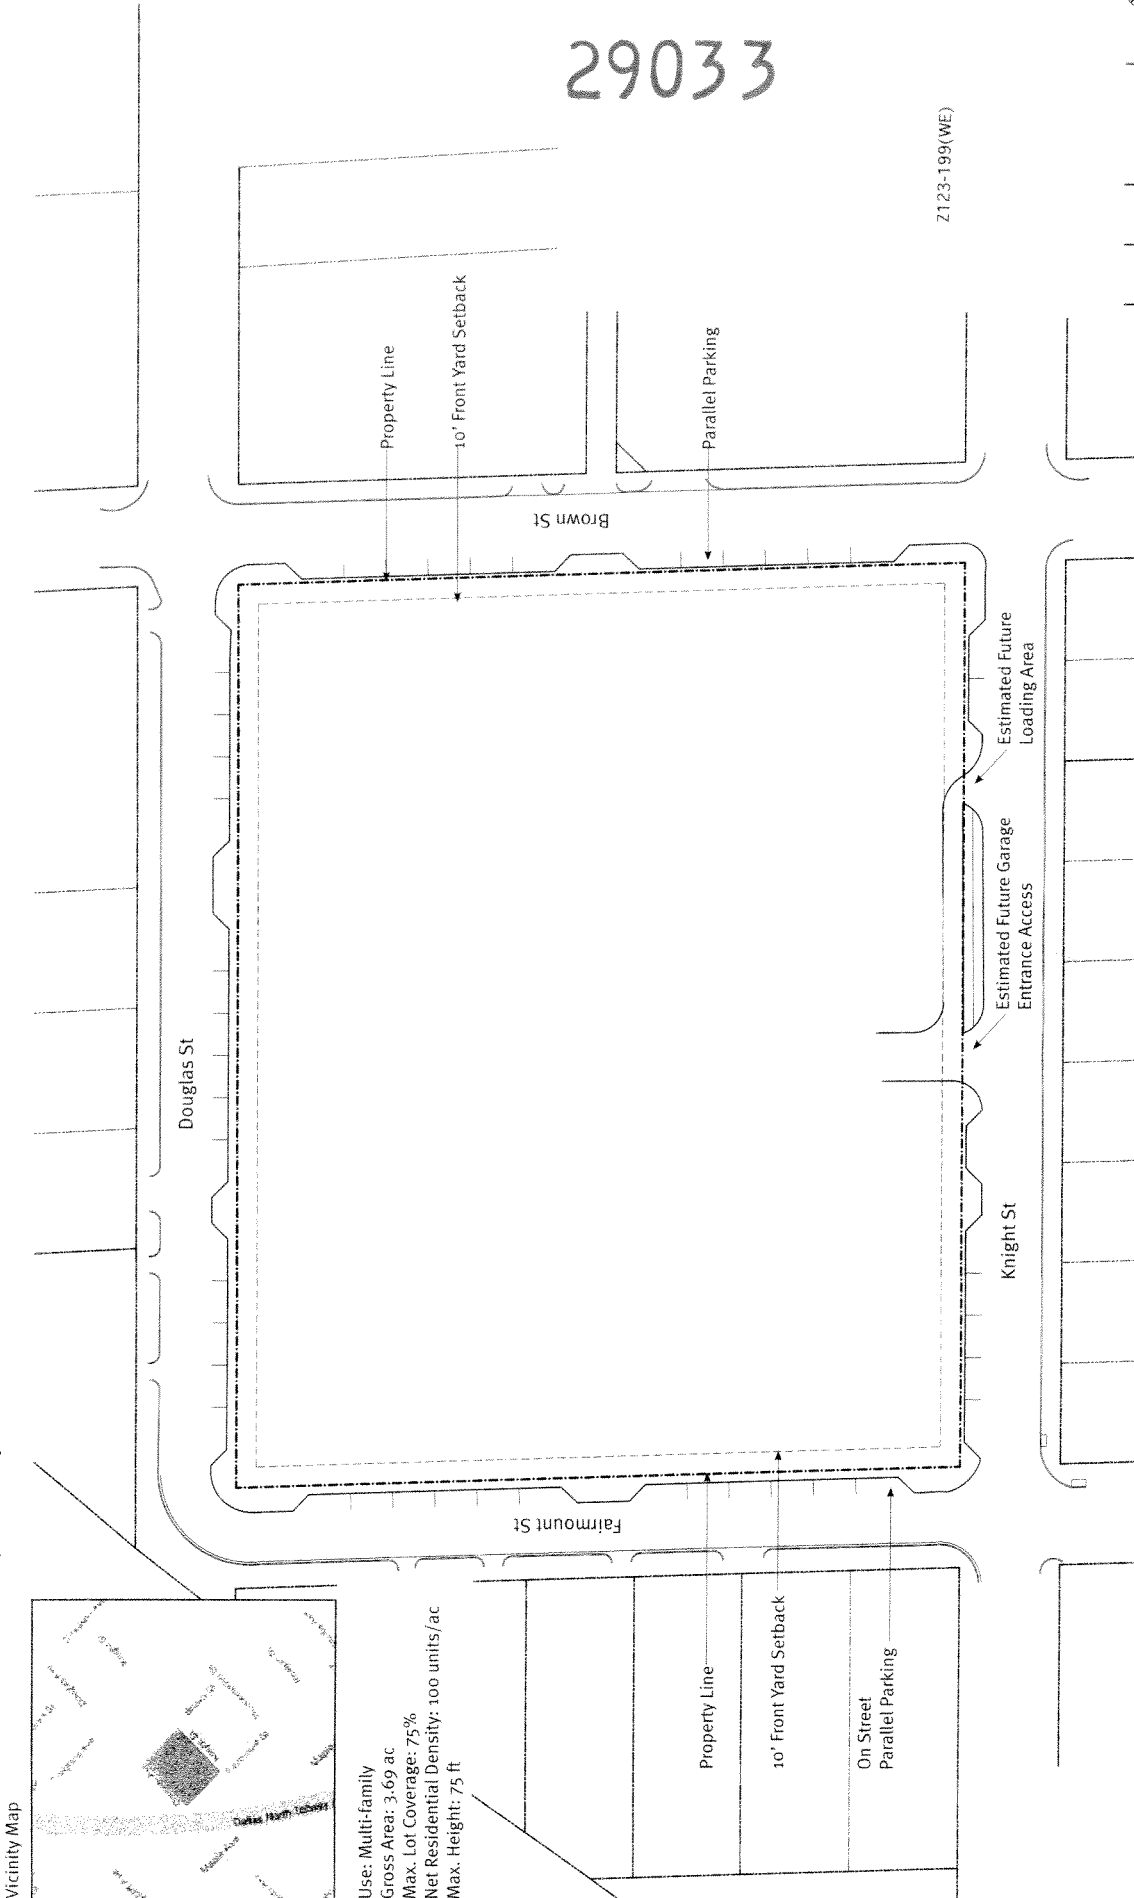 29033
Z123-199(WE)
Property Line
10' Front Yard Setback
Parallel Parking
Brown St
Douglas St
Estimated Future
Loading Area
Estimated Future Garage
Entrance Access
Knight St
Fairmount St
Property Line
10' Front Yard Setback
On Street
Parallel Parking
Vicinity Map
Dallas North Tollway
Use: Multi-family
Gross Area: 3.69 ac
Max. Lot Coverage: 75%
Net Residential Density: 100 units/ac
Max. Height: 75 ft